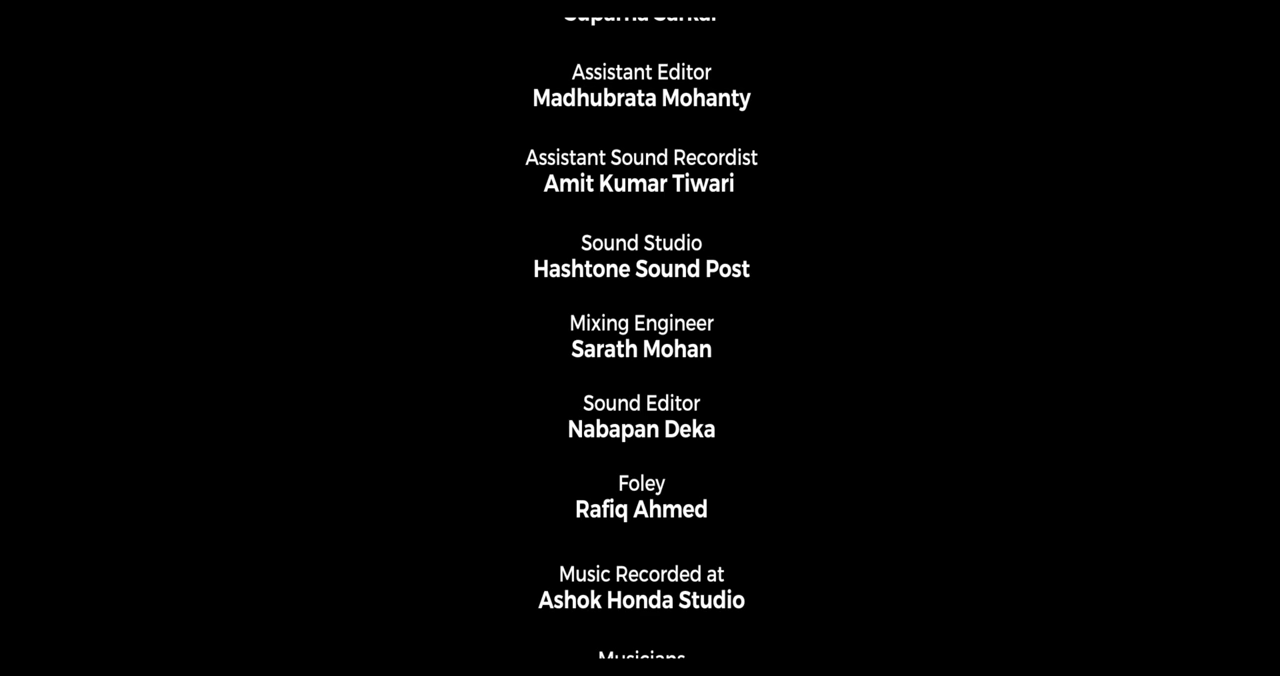 Assistant Editor
Madhubrata Mohanty
Assistant Sound Recordist
Amit Kumar Tiwari
Sound Studio
Hashtone Sound Post
Mixing Engineer
Sarath Mohan
Sound Editor
Nabapan Deka
Foley
Rafiq Ahmed
Music Recorded at
Ashok Honda Studio
Musicians